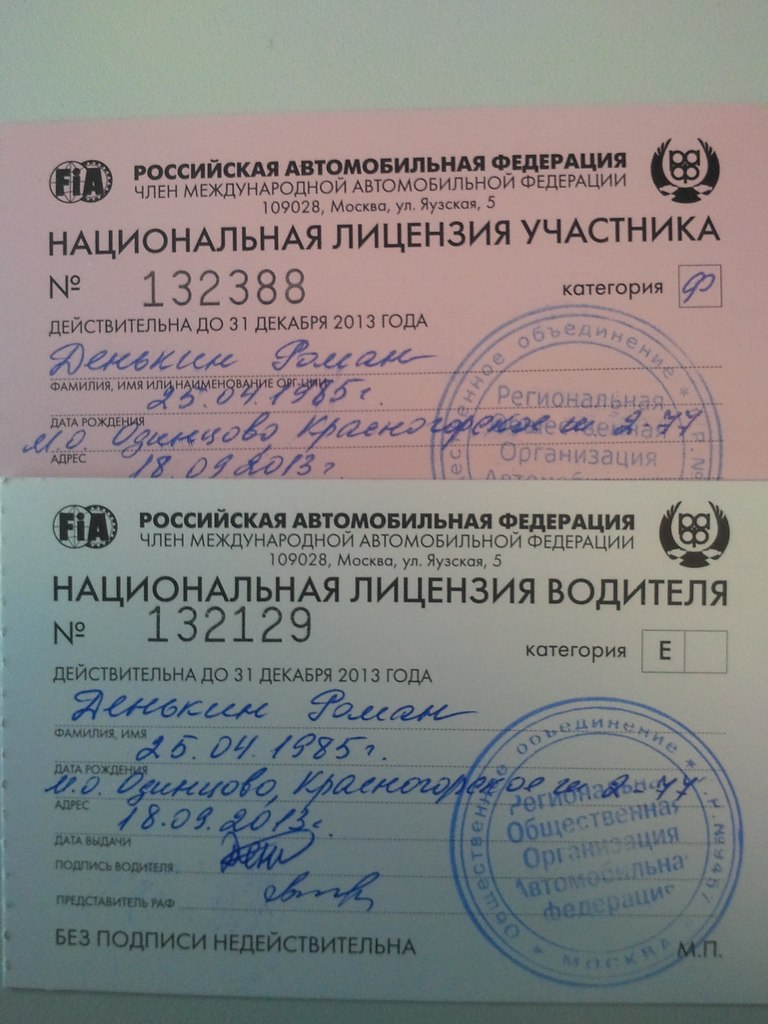 FIA
РОССИЙСКАЯ АВТОМОБИЛЬНАЯ ФЕДЕРАЦИЯ
ЧЛЕН МЕЖДУНАРОДНОЙ АВТОМОБИЛЬНОЙ ФЕДЕРАЦИИ
109028, Москва, ул. Яузская, 5
НАЦИОНАЛЬНАЯ ЛИЦЕНЗИЯ УЧАСТНИКА
№ 132388 категория Ф
ДЕЙСТВИТЕЛЬНА ДО 31 ДЕКАБРЯ 2013 ГОДА
Денькин Роман
ФАМИЛИЯ, ИМЯ ИЛИ НАИМЕНОВАНИЕ ОРГ-ЦИИ
25.04.1985г.
ДАТА РОЖДЕНИЯ
М.О. Одинцово, Красногорское ш. 2-77
АДРЕС
18.09.2013г.
объединение
Региональная
Организация
FIA
РОССИЙСКАЯ АВТОМОБИЛЬНАЯ ФЕДЕРАЦИЯ
ЧЛЕН МЕЖДУНАРОДНОЙ АВТОМОБИЛЬНОЙ ФЕДЕРАЦИИ
109028, Москва, ул. Яузская, 5
НАЦИОНАЛЬНАЯ ЛИЦЕНЗИЯ ВОДИТЕЛЯ
№ 132129 категория Е
ДЕЙСТВИТЕЛЬНА ДО 31 ДЕКАБРЯ 2013 ГОДА
Денькин Роман
ФАМИЛИЯ, ИМЯ
25.04.1985г.
ДАТА РОЖДЕНИЯ
М.О. Одинцово, Красногорское ш. 2-77
АДРЕС
18.09.2013г.
ДАТА ВЫДАЧИ
ПОДПИСЬ ВОДИТЕЛЯ
ПРЕДСТАВИТЕЛЬ РАФ
БЕЗ ПОДПИСИ НЕДЕЙСТВИТЕЛЬНА М.П.
Общественное объединение
МОСКВА
Региональная
Общественная
Организация
Автомобильная
Федерация